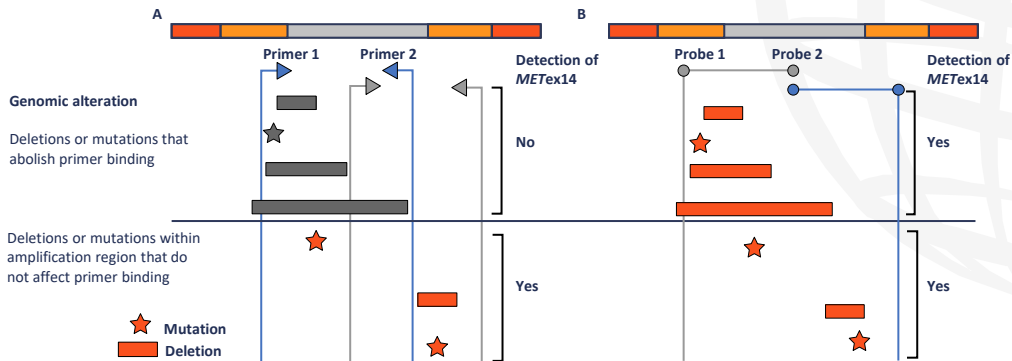 A
B
Primer 1
Primer 2
Detection of
METex14
Probe 1
Probe 2
Detection of
METex14
Genomic alteration
Deletions or mutations that
abolish primer binding
No
Yes
Deletions or mutations within
amplification region that do
not affect primer binding
Yes
Yes
Mutation
Deletion